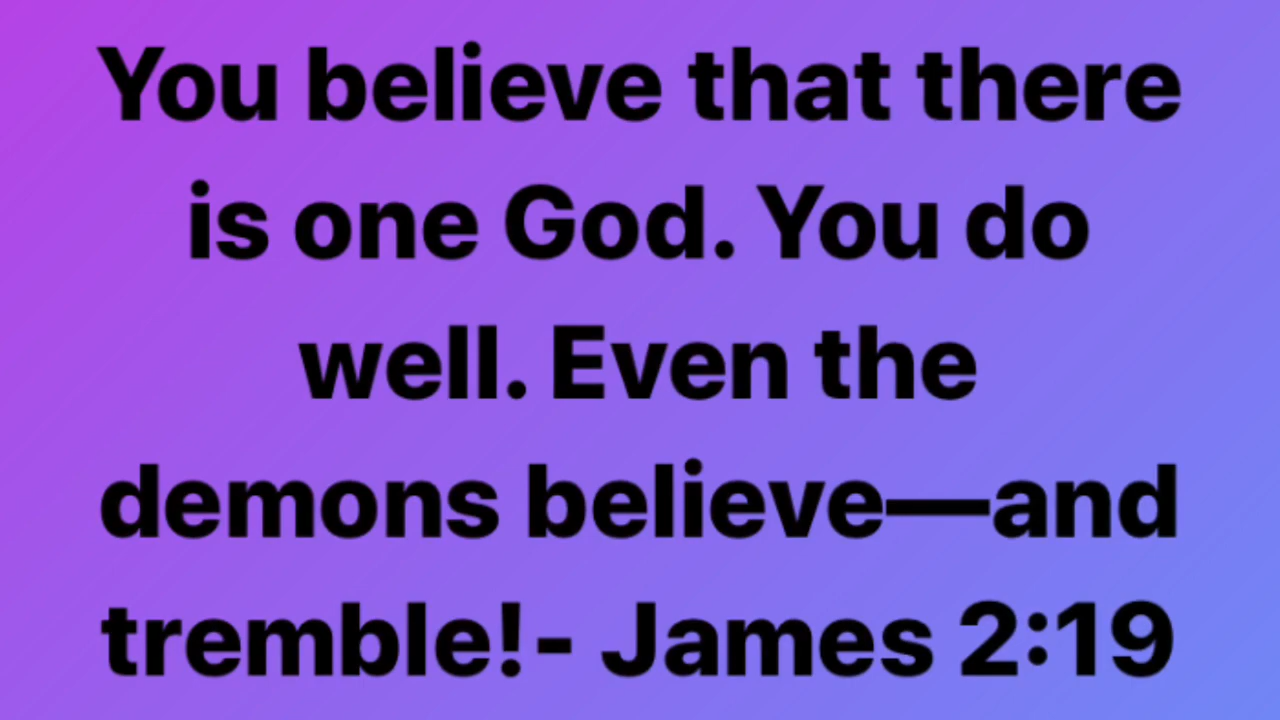 You believe that there
is one God. You do
well. Even the
demons believe—and
tremble!- James 2:19